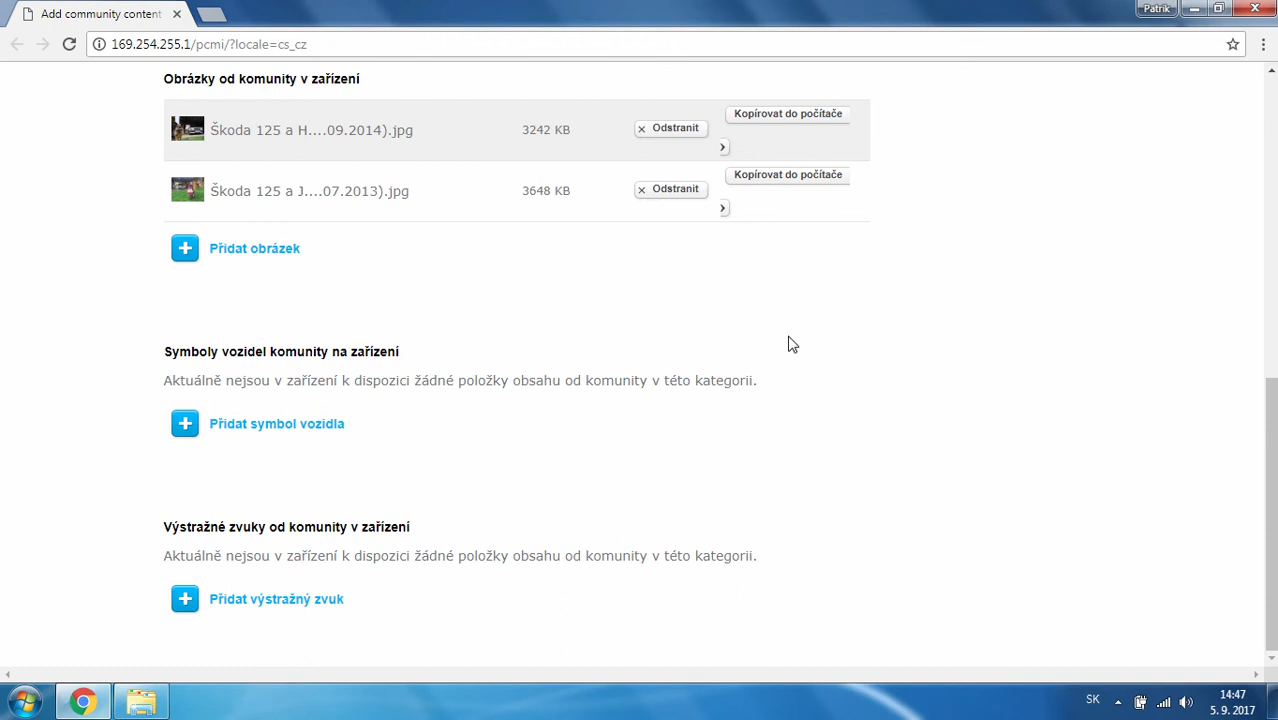 Add community content
Patrik
169.254.255.1/pcmi/?locale=cs_cz
Obrázky od komunity v zařízení
Škoda 125 a H....09.2014).jpg 3242 KB Odstranit Kopírovat do počítače
Škoda 125 a J....07.2013).jpg 3648 KB Odstranit Kopírovat do počítače
Přidat obrázek
Symboly vozidel komunity na zařízení
Aktuálně nejsou v zařízení k dispozici žádné položky obsahu od komunity v této kategorii.
Přidat symbol vozidla
Výstražné zvuky od komunity v zařízení
Aktuálně nejsou v zařízení k dispozici žádné položky obsahu od komunity v této kategorii.
Přidat výstražný zvuk
SK
14:47
5. 9. 2017